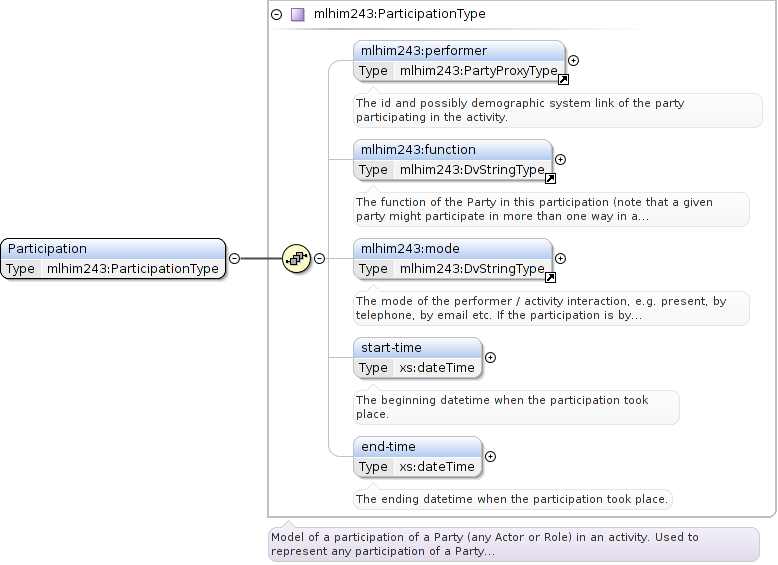 mlhim243:ParticipationType
mlhim243:performer
Type mlhim243:PartyProxyType
The id and possibly demographic system link of the party
participating in the activity.
mlhim243:function
Type mlhim243:DvStringType
The function of the Party in this participation (note that a given
party might participate in more than one way in a...
Participation
Type mlhim243:ParticipationType
mlhim243:mode
Type mlhim243:DvStringType
The mode of the performer / activity interaction, e.g. present, by
telephone, by email etc. If the participation is by...
start-time
Type xs:dateTime
The beginning datetime when the participation took
place.
end-time
Type xs:dateTime
The ending datetime when the participation took place.
Model of a participation of a Party (any Actor or Role) in an activity. Used to
represent any participation of a Party...